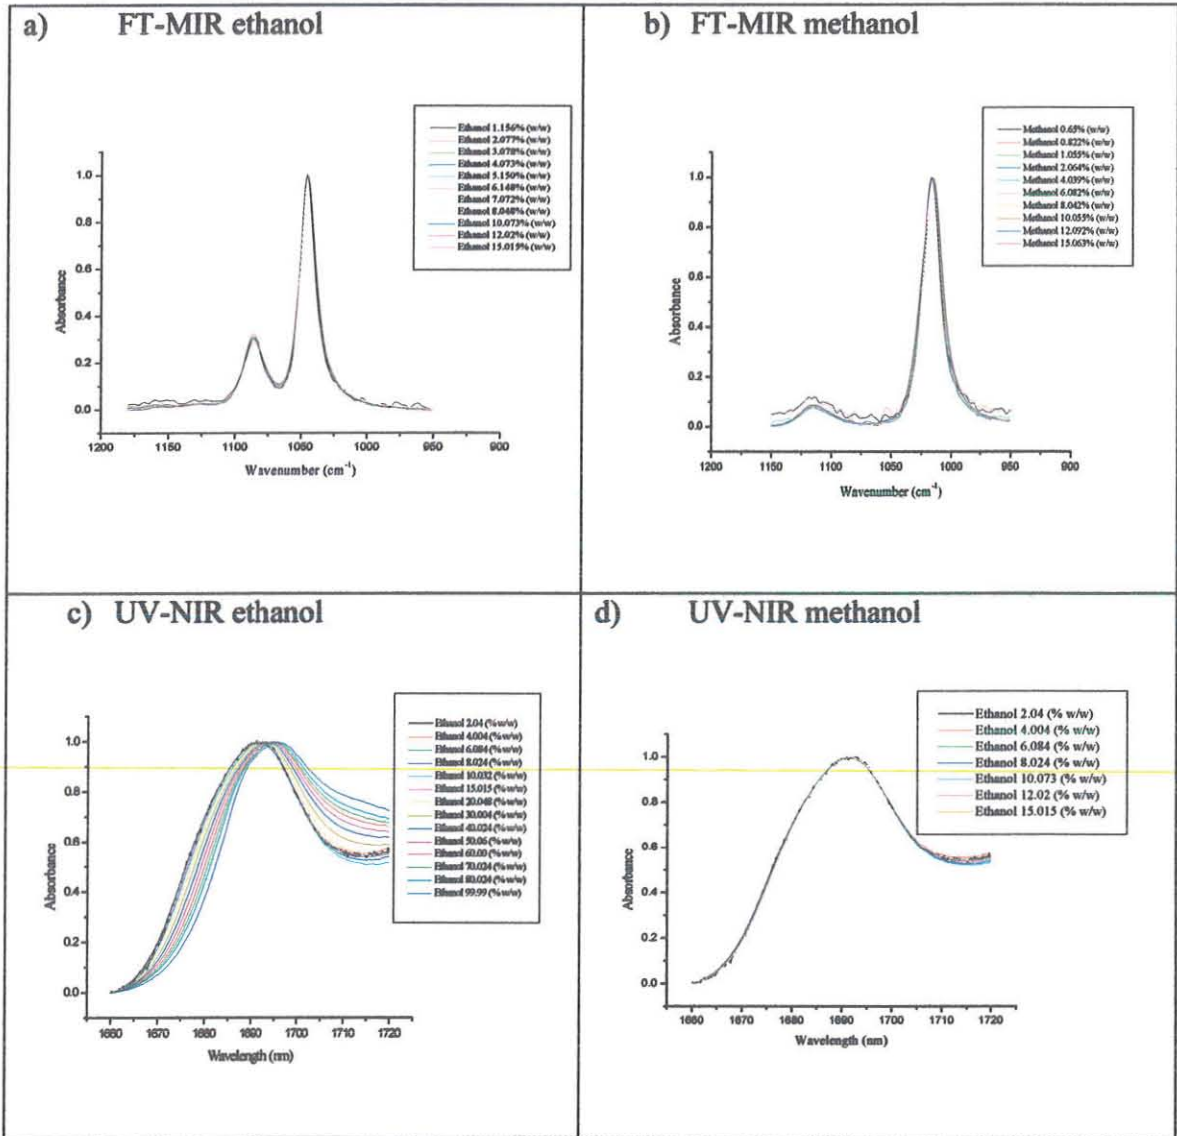 a) FT-MIR ethanol
Ethanol 1.156% (w/w)
Ethanol 2.077% (w/w)
Ethanol 3.078% (w/w)
Ethanol 4.073% (w/w)
Ethanol 5.150% (w/w)
Ethanol 6.148% (w/w)
Ethanol 7.072% (w/w)
Ethanol 8.048% (w/w)
Ethanol 10.073% (w/w)
Ethanol 12.02% (w/w)
Ethanol 15.015% (w/w)
Absorbance
1.0
0.8
0.6
0.4
0.2
0.0
1200 1150 1100 1050 1000 950 900
Wavenumber (cm-1)
b) FT-MIR methanol
Methanol 0.65% (w/w)
Methanol 0.822% (w/w)
Methanol 1.055% (w/w)
Methanol 2.064% (w/w)
Methanol 4.039% (w/w)
Methanol 6.082% (w/w)
Methanol 8.042% (w/w)
Methanol 10.055% (w/w)
Methanol 12.092% (w/w)
Methanol 15.063% (w/w)
Absorbance
1.0
0.8
0.6
0.4
0.2
0.0
1200 1150 1100 1050 1000 950 900
Wavenumber (cm-1)
c) UV-NIR ethanol
Ethanol 2.04 (% w/w)
Ethanol 4.004 (% w/w)
Ethanol 6.084 (% w/w)
Ethanol 8.024 (% w/w)
Ethanol 10.032 (% w/w)
Ethanol 15.015 (% w/w)
Ethanol 20.048 (% w/w)
Ethanol 30.004 (% w/w)
Ethanol 40.024 (% w/w)
Ethanol 50.06 (% w/w)
Ethanol 60.00 (% w/w)
Ethanol 70.024 (% w/w)
Ethanol 80.024 (% w/w)
Ethanol 99.99 (% w/w)
Absorbance
1.0
0.8
0.6
0.4
0.2
0.0
1660 1670 1680 1690 1700 1710 1720
Wavelength (nm)
d) UV-NIR methanol
Ethanol 2.04 (% w/w)
Ethanol 4.004 (% w/w)
Ethanol 6.084 (% w/w)
Ethanol 8.024 (% w/w)
Ethanol 10.073 (% w/w)
Ethanol 12.02 (% w/w)
Ethanol 15.015 (% w/w)
Absorbance
1.0
0.8
0.6
0.4
0.2
0.0
1660 1670 1680 1690 1700 1710 1720
Wavelength (nm)